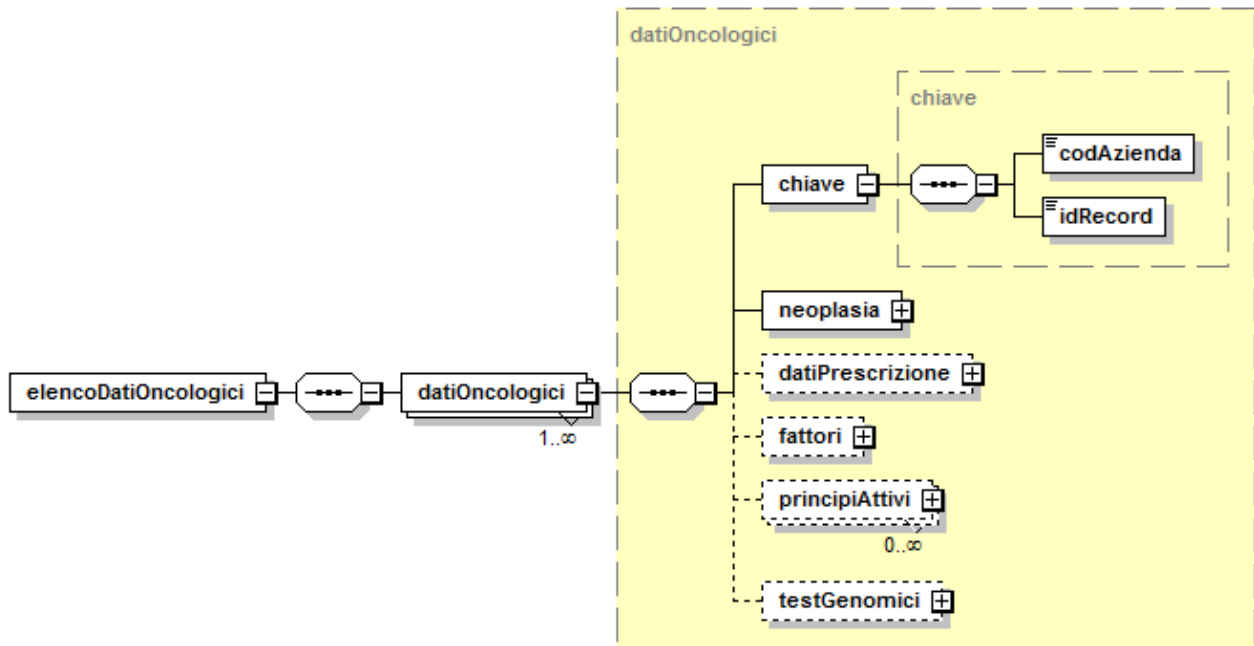 datiOncologici
chiave
codAzienda
chiave
idRecord
neoplasia
datiPrescrizione
elencoDatiOncologici
datiOncologici
1..∞
fattori
principiAttivi
0..∞
testGenomici